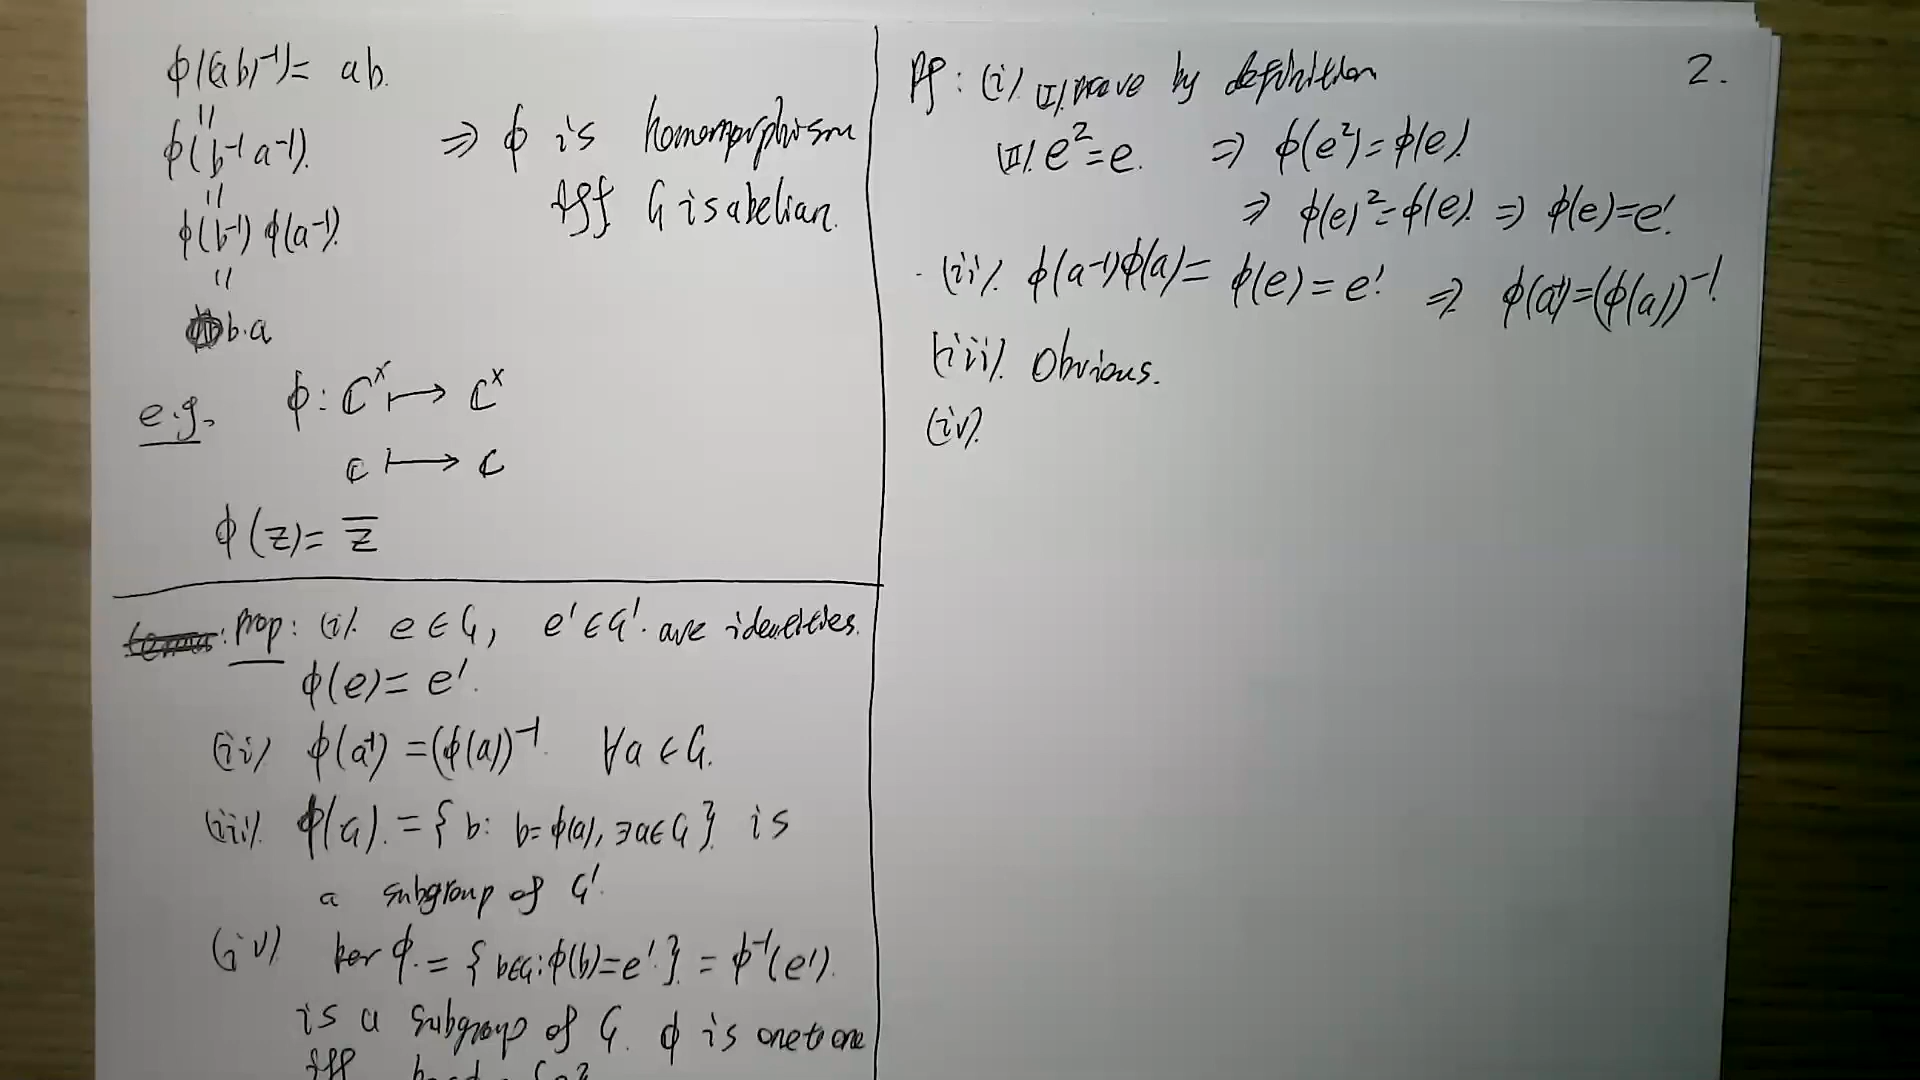 φ((ab)⁻¹) = ab.
"
φ(b⁻¹a⁻¹).
"
φ(b⁻¹) φ(a⁻¹).
"
b·a
⇒ φ is homomorphism
iff G is abelian.
e.g. φ: ℂˣ ↦ ℂˣ
ℂ ↦ ℂ
φ(z) = z̄
Prop: (i). e ∈ G, e' ∈ G'. are identities.
φ(e) = e'.
(ii) φ(a⁻¹) = (φ(a))⁻¹. ∀a ∈ G.
(iii). φ(G). = { b: b = φ(a), ∃a∈G } is
a subgroup of G'.
(iv). ker φ. = { b∈G: φ(b) = e'. } = φ⁻¹(e').
is a subgroup of G. φ is one to one
iff
2.
Pf: (i). (I). prove by definition
(II). e² = e. ⇒ φ(e²) = φ(e).
⇒ φ(e)² = φ(e). ⇒ φ(e) = e'.
(ii). φ(a⁻¹)φ(a) = φ(e) = e'. ⇒ φ(a⁻¹) = (φ(a))⁻¹.
(iii). Obvious.
(iv).